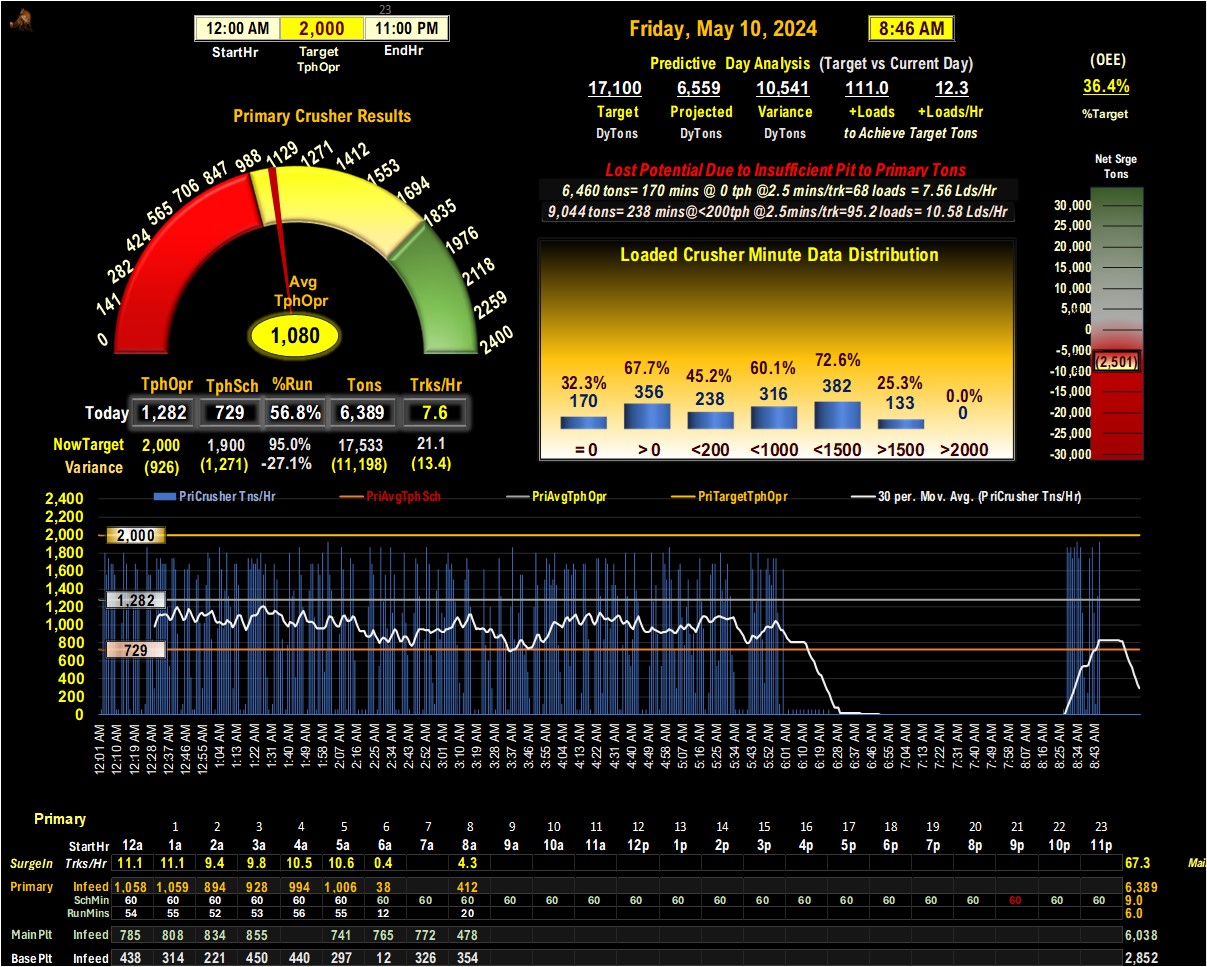 23
12:00 AM 2,000 11:00 PM
StartHr Target TphOpr EndHr
Friday, May 10, 2024 8:46 AM
Predictive Day Analysis (Target vs Current Day)
17,100 6,559 10,541 111.0 12.3
Target Projected Variance +Loads +Loads/Hr
DyTons DyTons DyTons to Achieve Target Tons
(OEE)
36.4%
%Target
Primary Crusher Results
0 141 282 424 565 706 847 988 1129 1271 1412 1553 1694 1835 1976 2118 2259 2400
Avg
TphOpr
1,080
Lost Potential Due to Insufficient Pit to Primary Tons
6,460 tons= 170 mins @ 0 tph @2.5 mins/trk=68 loads = 7.56 Lds/Hr
9,044 tons= 238 mins@<200tph @2.5mins/trk=95.2 loads= 10.58 Lds/Hr
Net Srge
Tons
30,000
25,000
20,000
15,000
10,000
5,000
0
-5,000
(2,501)
-10,000
-15,000
-20,000
-25,000
-30,000
Loaded Crusher Minute Data Distribution
32.3% 67.7% 45.2% 60.1% 72.6% 25.3% 0.0%
170 356 238 316 382 133 0
= 0 > 0 <200 <1000 <1500 >1500 >2000
TphOpr TphSch %Run Tons Trks/Hr
Today 1,282 729 56.8% 6,389 7.6
NowTarget 2,000 1,900 95.0% 17,533 21.1
Variance (926) (1,271) -27.1% (11,198) (13.4)
PriCrusher Tns/Hr PriAvgTphSch PriAvgTphOpr PriTargetTphOpr 30 per. Mov. Avg. (PriCrusher Tns/Hr)
2,400
2,200
2,000 2,000
1,800
1,600
1,400
1,200 1,282
1,000
800
729
600
400
200
0
12:01 AM 12:10 AM 12:19 AM 12:28 AM 12:37 AM 12:46 AM 12:55 AM 1:04 AM 1:13 AM 1:22 AM 1:31 AM 1:40 AM 1:49 AM 1:58 AM 2:07 AM 2:16 AM 2:25 AM 2:34 AM 2:43 AM 2:52 AM 3:01 AM 3:10 AM 3:19 AM 3:28 AM 3:37 AM 3:46 AM 3:55 AM 4:04 AM 4:13 AM 4:22 AM 4:31 AM 4:40 AM 4:49 AM 4:58 AM 5:07 AM 5:16 AM 5:25 AM 5:34 AM 5:43 AM 5:52 AM 6:01 AM 6:10 AM 6:19 AM 6:28 AM 6:37 AM 6:46 AM 6:55 AM 7:04 AM 7:13 AM 7:22 AM 7:31 AM 7:40 AM 7:49 AM 7:58 AM 8:07 AM 8:16 AM 8:25 AM 8:34 AM 8:43 AM
Primary
1 2 3 4 5 6 7 8 9 10 11 12 13 14 15 16 17 18 19 20 21 22 23
StartHr 12a 1a 2a 3a 4a 5a 6a 7a 8a 9a 10a 11a 12p 1p 2p 3p 4p 5p 6p 7p 8p 9p 10p 11p
SurgeIn Trks/Hr 11.1 11.1 9.4 9.8 10.5 10.6 0.4 4.3 67.3 Mai
Primary Infeed 1,058 1,059 894 928 994 1,006 38 412 6,389
SchMin 60 60 60 60 60 60 60 60 60 60 60 60 60 60 60 60 60 60 60 60 60 60 60 60 9.0
RunMins 54 55 52 53 56 55 12 20 6.0
MainPlt Infeed 785 808 834 855 741 765 772 478 6,038
BasePlt Infeed 438 314 221 450 440 297 12 326 354 2,852